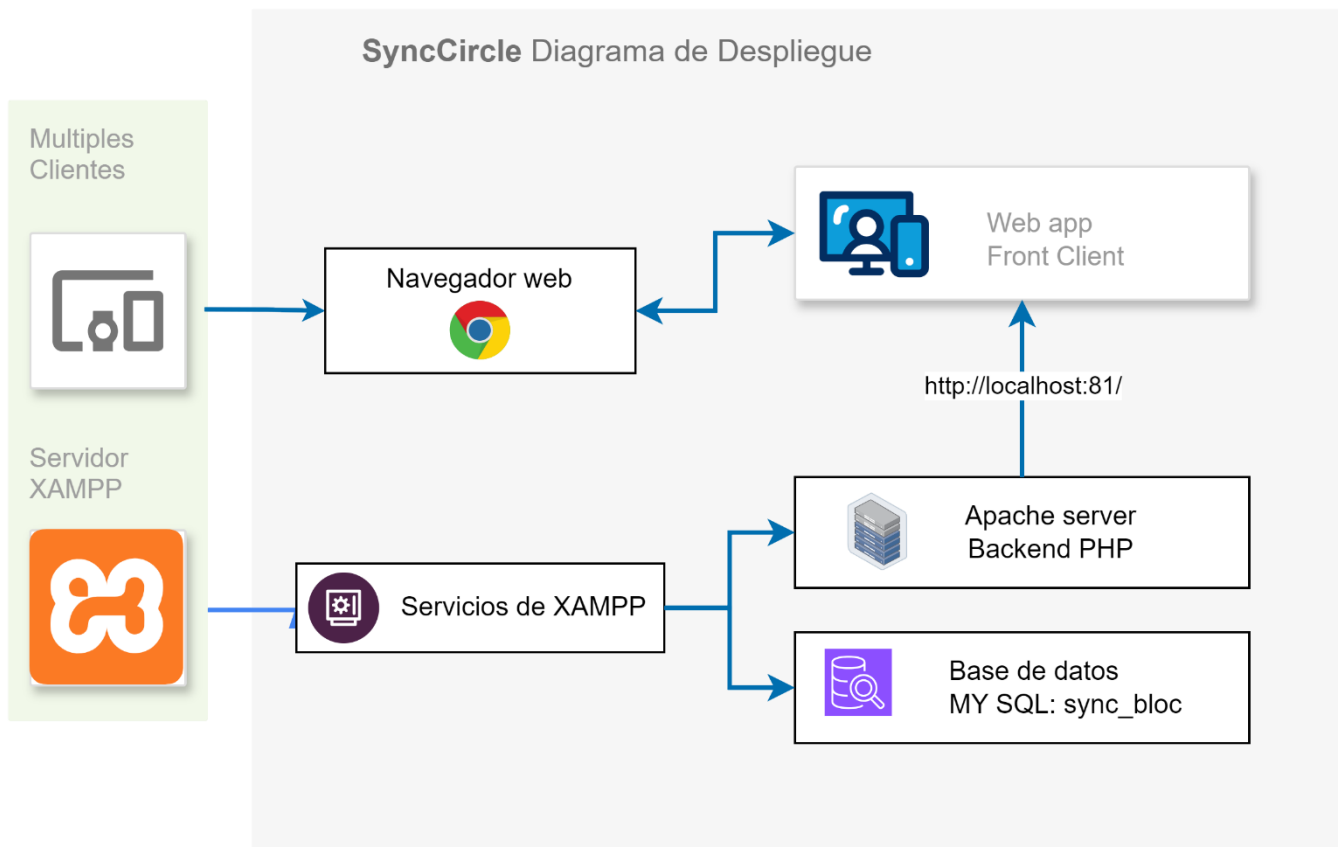 SyncCircle Diagrama de Despliegue
Multiples
Clientes
Navegador web
Web app
Front Client
http://localhost:81/
Servidor
XAMPP
Servicios de XAMPP
Apache server
Backend PHP
Base de datos
MY SQL: sync_bloc